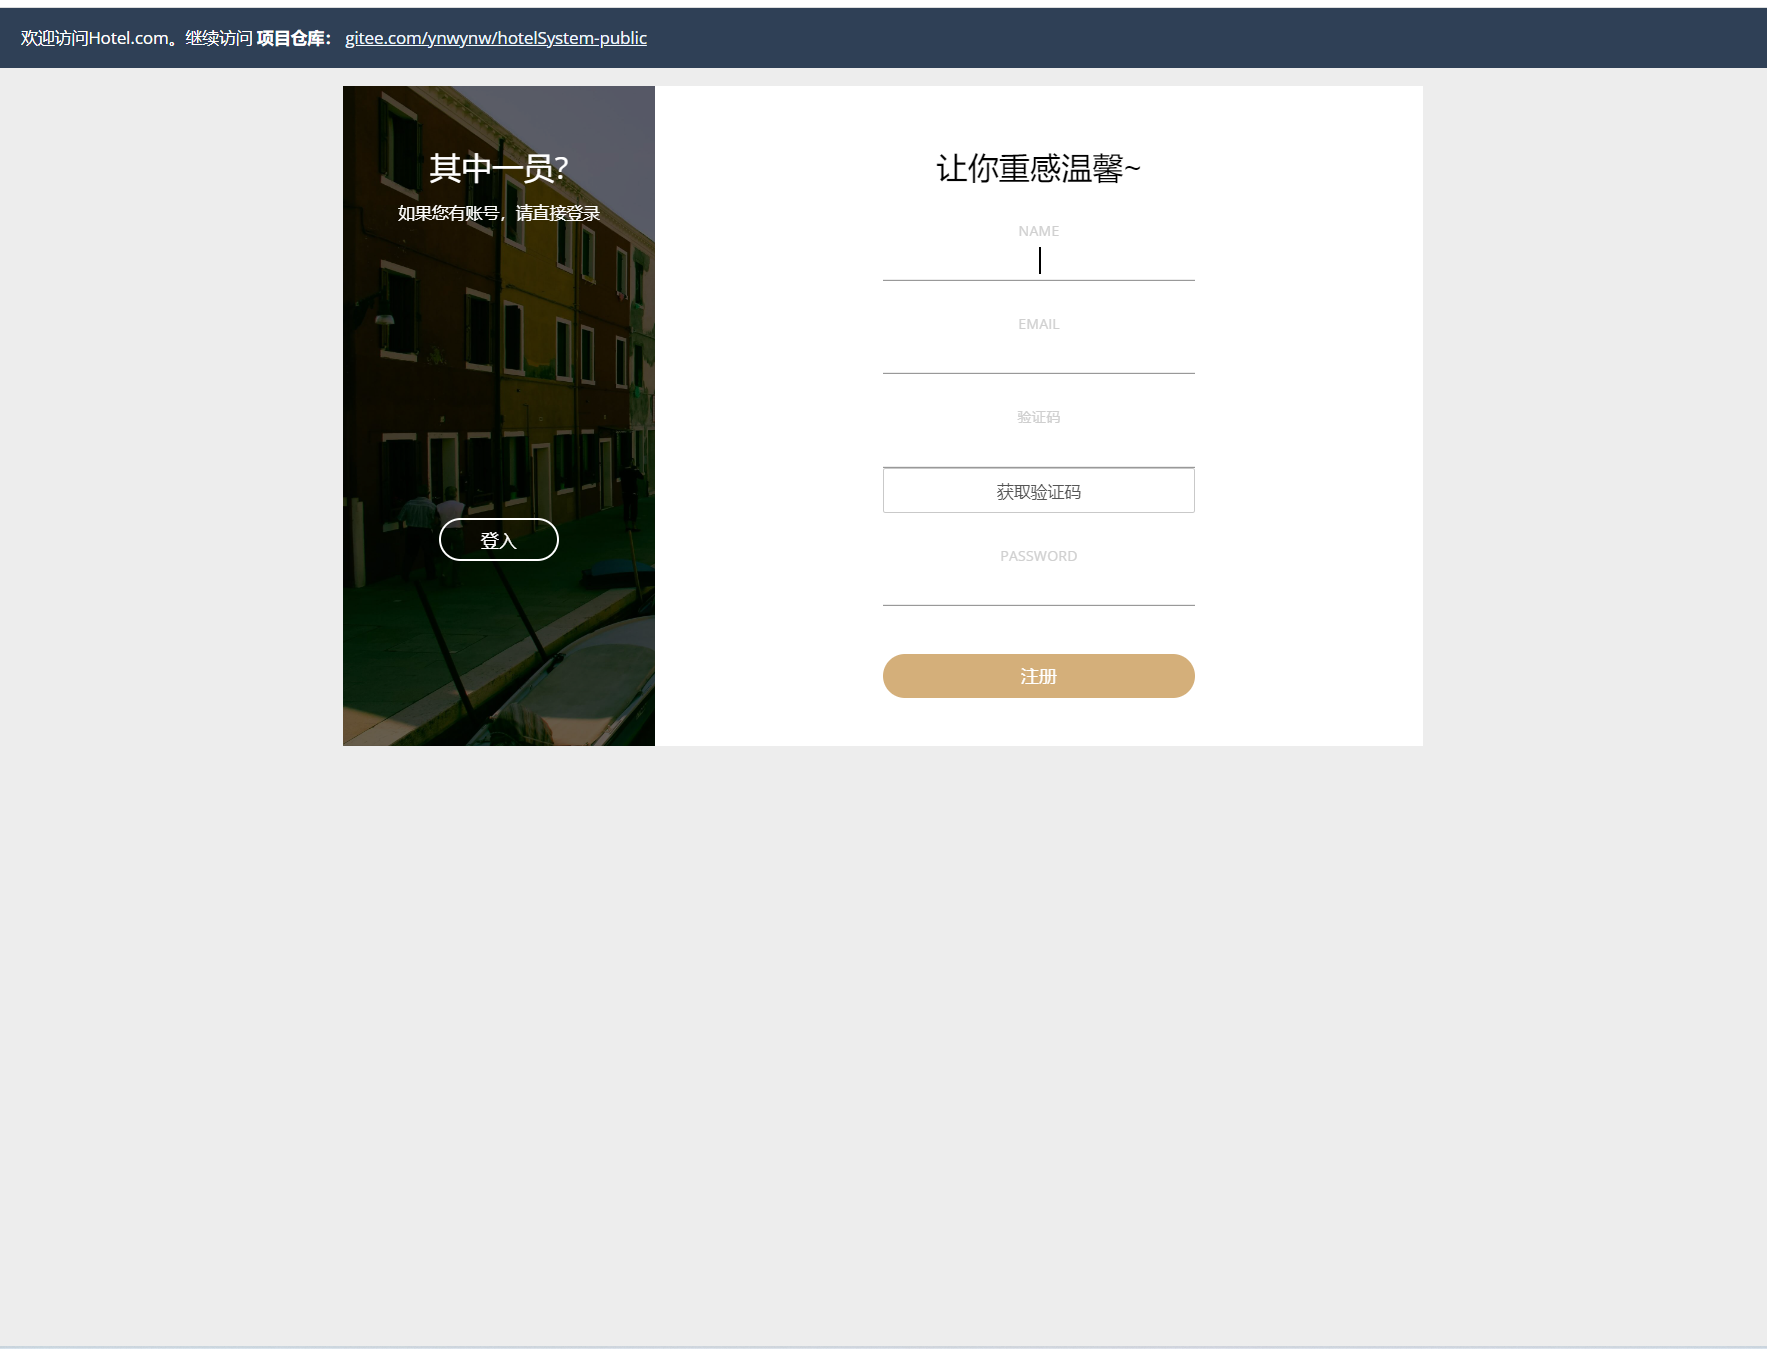 欢迎访问Hotel.com。继续访问 项目仓库： gitee.com/ynwynw/hotelSystem-public
其中一员?
如果您有账号，请直接登录
登入
让你重感温馨~
NAME
EMAIL
验证码
获取验证码
PASSWORD
注册